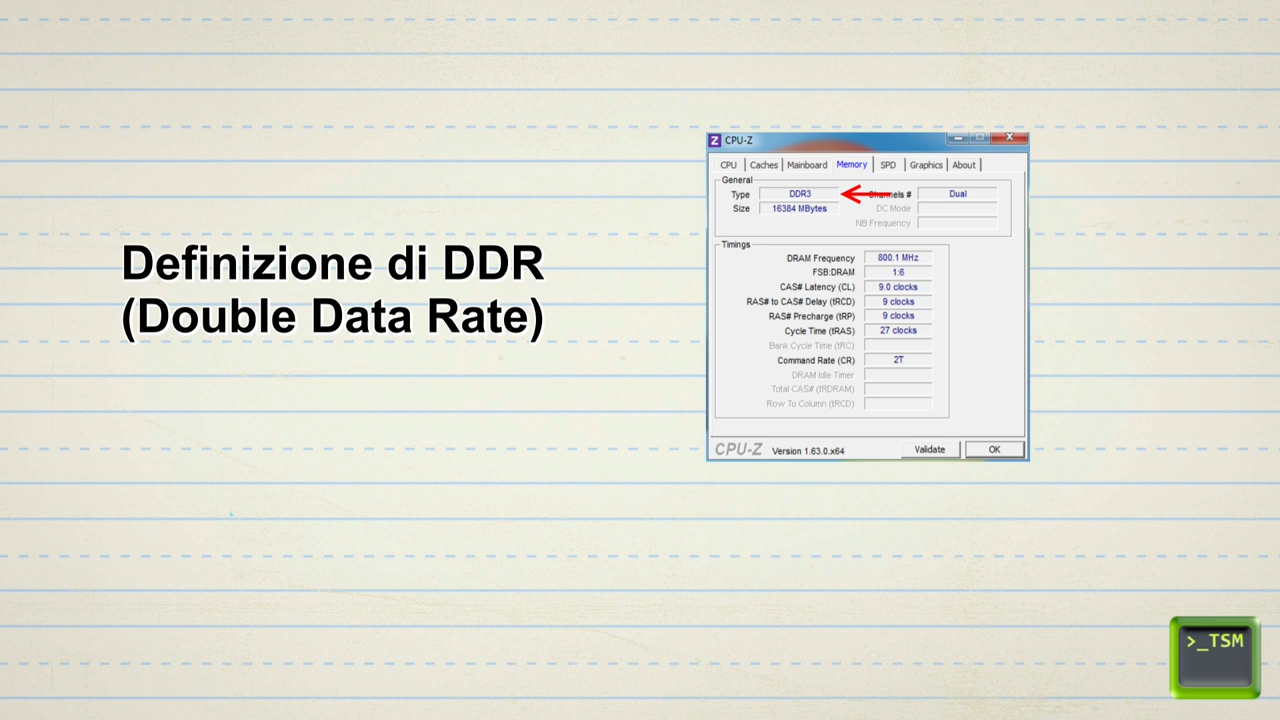 Definizione di DDR
(Double Data Rate)
CPU-Z
CPU Caches Mainboard Memory SPD Graphics About
General
Type DDR3 Channels # Dual
Size 16384 MBytes DC Mode
NB Frequency
Timings
DRAM Frequency 800.1 MHz
FSB:DRAM 1:6
CAS# Latency (CL) 9.0 clocks
RAS# to CAS# Delay (tRCD) 9 clocks
RAS# Precharge (tRP) 9 clocks
Cycle Time (tRAS) 27 clocks
Bank Cycle Time (tRC)
Command Rate (CR) 2T
DRAM Idle Timer
Total CAS# (tRDRAM)
Row To Column (tRCD)
CPU-Z Version 1.63.0.x64 Validate OK
>_TSM